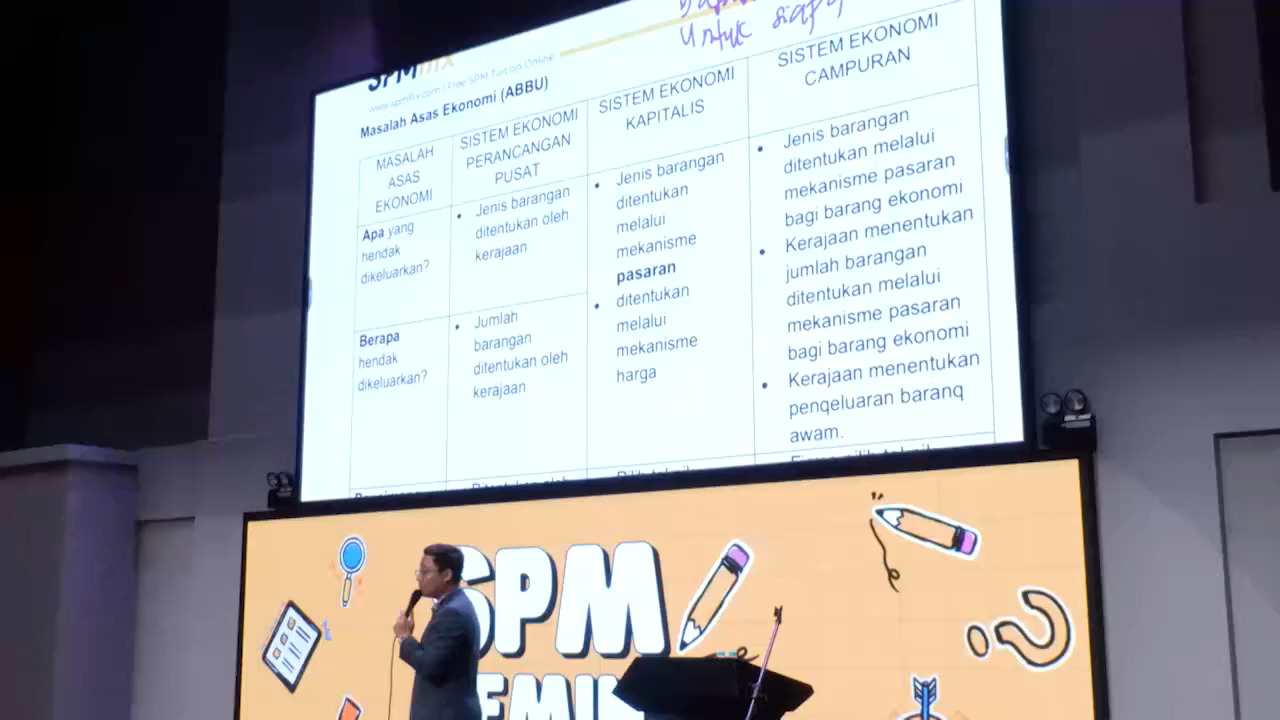 untuk siapa
SPMflix
www.spmflix.com | Free SPM Tuition Online
Masalah Asas Ekonomi (ABBU)
MASALAH
ASAS
EKONOMI
SISTEM EKONOMI
PERANCANGAN
PUSAT
SISTEM EKONOMI
KAPITALIS
SISTEM EKONOMI
CAMPURAN
Apa yang
hendak
dikeluarkan?
• Jenis barangan
ditentukan oleh
kerajaan
• Jenis barangan
ditentukan
melalui
mekanisme
pasaran
• ditentukan
melalui
mekanisme
harga
• Jenis barangan
ditentukan melalui
mekanisme pasaran
bagi barang ekonomi
• Kerajaan menentukan
jumlah barangan
ditentukan melalui
mekanisme pasaran
bagi barang ekonomi
• Kerajaan menentukan
pengeluaran barang
awam.
Berapa
hendak
dikeluarkan?
• Jumlah
barangan
ditentukan oleh
kerajaan
SPM